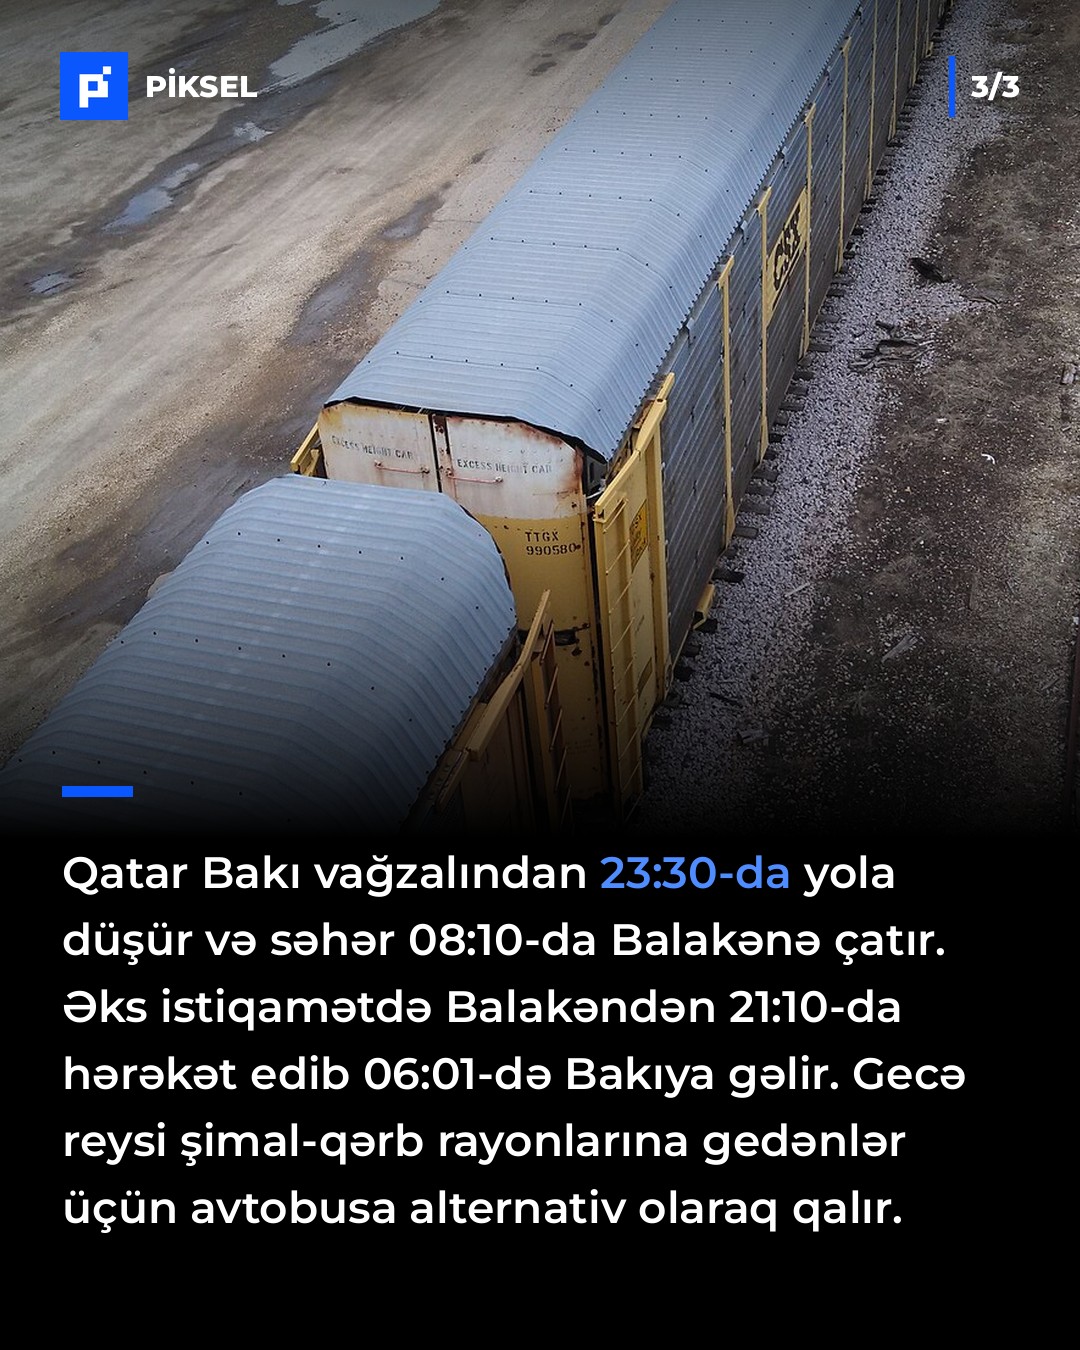 PİKSEL
3/3
CSX
EXCESS HEIGHT CAR
EXCESS HEIGHT CAR
TTGX
990580
Qatar Bakı vağzalından 23:30-da yola
düşür və səhər 08:10-da Balakənə çatır.
Əks istiqamətdə Balakəndən 21:10-da
hərəkət edib 06:01-də Bakıya gəlir. Gecə
reysi şimal-qərb rayonlarına gedənlər
üçün avtobusa alternativ olaraq qalır.